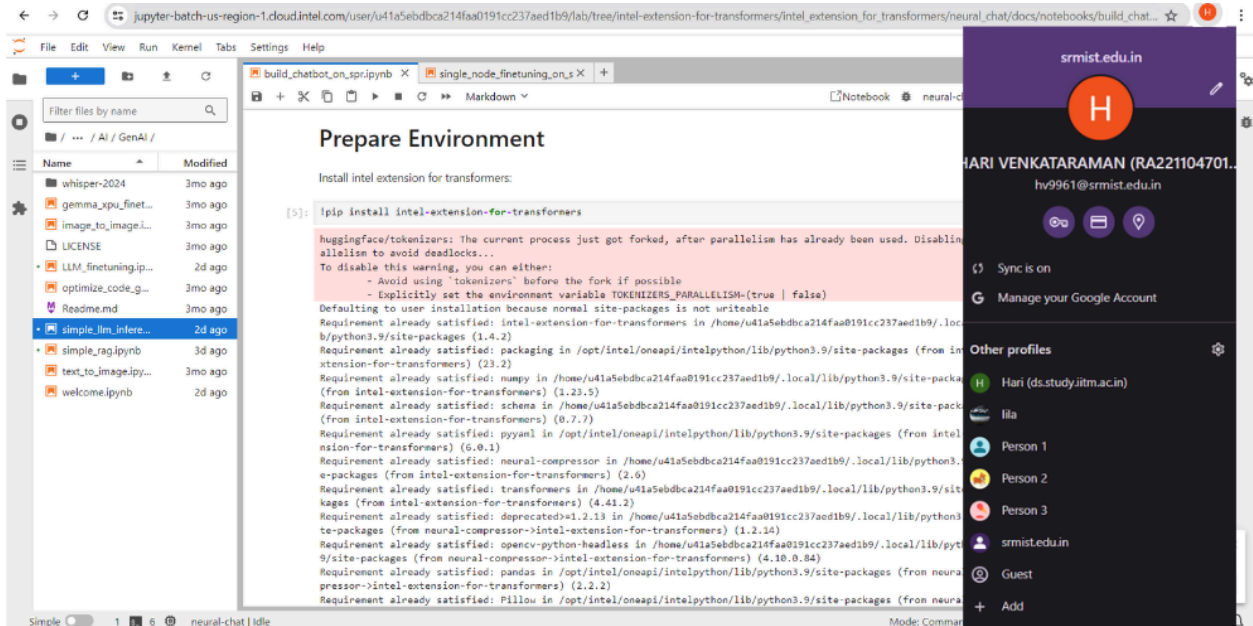 jupyter-batch-us-region-1.cloud.intel.com/user/u41a5ebdbca214faa0191cc237aed1b9/lab/tree/intel-extension-for-transformers/intel_extension_for_transformers/neural_chat/docs/notebooks/build_chat...
H
File Edit View Run Kernel Tabs Settings Help
+
build_chatbot_on_spr.ipynb
single_node_finetuning_on_s
Markdown
Notebook
neural-c
Filter files by name
/ ... / AI / GenAI /
Name Modified
whisper-2024 3mo ago
gemma_xpu_finet... 3mo ago
image_to_image.i... 3mo ago
LICENSE 3mo ago
LLM_finetuning.ip... 2d ago
optimize_code_g... 3mo ago
Readme.md 3mo ago
simple_llm_infere... 2d ago
simple_rag.ipynb 3d ago
text_to_image.ipy... 3mo ago
welcome.ipynb 2d ago
Prepare Environment
Install intel extension for transformers:
[5]: !pip install intel-extension-for-transformers
huggingface/tokenizers: The current process just got forked, after parallelism has already been used. Disablin
allelism to avoid deadlocks...
To disable this warning, you can either:
- Avoid using `tokenizers` before the fork if possible
- Explicitly set the environment variable TOKENIZERS_PARALLELISM=(true | false)
Defaulting to user installation because normal site-packages is not writeable
Requirement already satisfied: intel-extension-for-transformers in /home/u41a5ebdbca214faa0191cc237aed1b9/.loca
b/python3.9/site-packages (1.4.2)
Requirement already satisfied: packaging in /opt/intel/oneapi/intelpython/lib/python3.9/site-packages (from in
xtension-for-transformers) (23.2)
Requirement already satisfied: numpy in /home/u41a5ebdbca214faa0191cc237aed1b9/.local/lib/python3.9/site-packa
(from intel-extension-for-transformers) (1.23.5)
Requirement already satisfied: schema in /home/u41a5ebdbca214faa0191cc237aed1b9/.local/lib/python3.9/site-pack
(from intel-extension-for-transformers) (0.7.7)
Requirement already satisfied: pyyaml in /opt/intel/oneapi/intelpython/lib/python3.9/site-packages (from intel
nsion-for-transformers) (6.0.1)
Requirement already satisfied: neural-compressor in /home/u41a5ebdbca214faa0191cc237aed1b9/.local/lib/python3.
e-packages (from intel-extension-for-transformers) (2.6)
Requirement already satisfied: transformers in /home/u41a5ebdbca214faa0191cc237aed1b9/.local/lib/python3.9/sit
kages (from intel-extension-for-transformers) (4.41.2)
Requirement already satisfied: deprecated>=1.2.13 in /home/u41a5ebdbca214faa0191cc237aed1b9/.local/lib/python3
te-packages (from neural-compressor->intel-extension-for-transformers) (1.2.14)
Requirement already satisfied: opencv-python-headless in /home/u41a5ebdbca214faa0191cc237aed1b9/.local/lib/pyt
9/site-packages (from neural-compressor->intel-extension-for-transformers) (4.10.0.84)
Requirement already satisfied: pandas in /opt/intel/oneapi/intelpython/lib/python3.9/site-packages (from neura
pressor->intel-extension-for-transformers) (2.2.2)
Requirement already satisfied: Pillow in /opt/intel/oneapi/intelpython/lib/python3.9/site-packages (from neura
srmist.edu.in
H
HARI VENKATARAMAN (RA221104701..
hv9961@srmist.edu.in
Sync is on
G Manage your Google Account
Other profiles
H Hari (ds.study.iitm.ac.in)
lila
Person 1
Person 2
Person 3
srmist.edu.in
Guest
+ Add
Simple 1 6 neural-chat | Idle
Mode: Comman